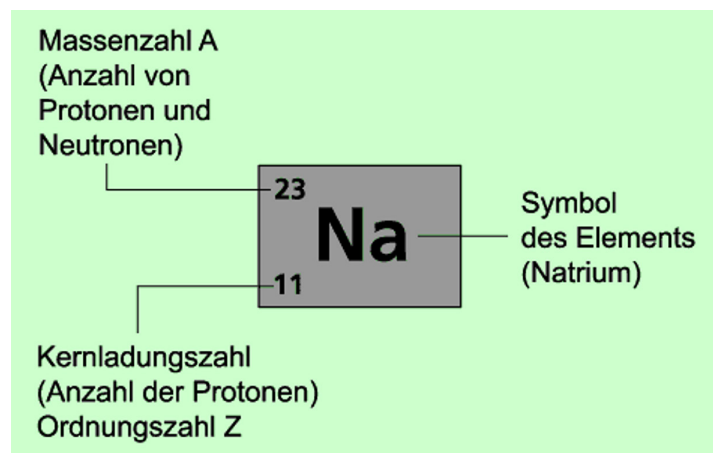 Massenzahl A
(Anzahl von
Protonen und
Neutronen)
23
Na
11
Symbol
des Elements
(Natrium)
Kernladungszahl
(Anzahl der Protonen)
Ordnungszahl Z